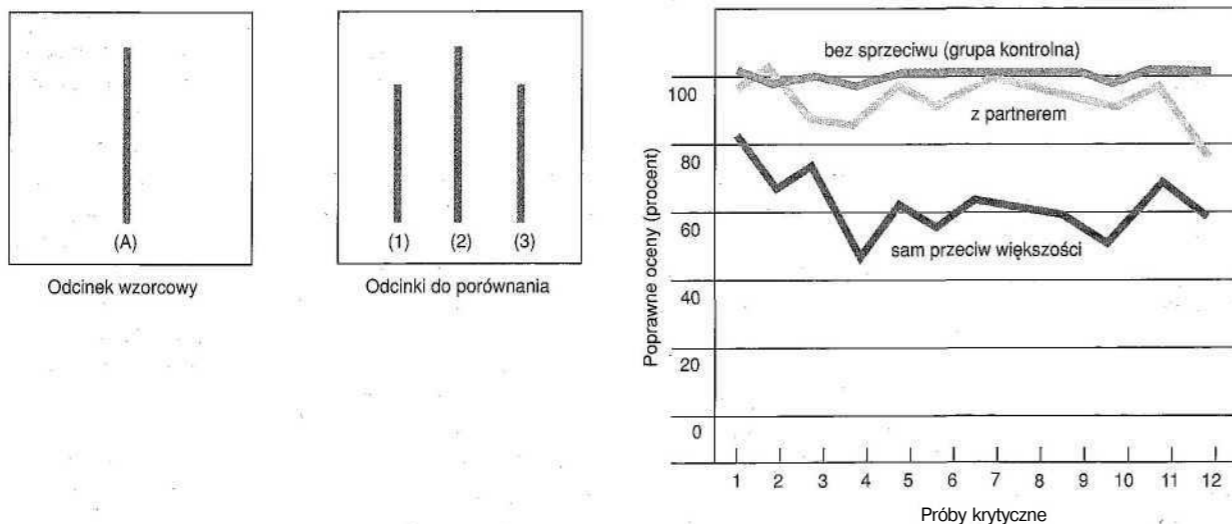 (A)
Odcinek wzorcowy
(1) (2) (3)
Odcinki do porównania
bez sprzeciwu (grupa kontrolna)
z partnerem
sam przeciw większości
Poprawne oceny (procent)
100
80
60
40
20
0
1 2 3 4 5 6 7 8 9 10 11 12
Próby krytyczne